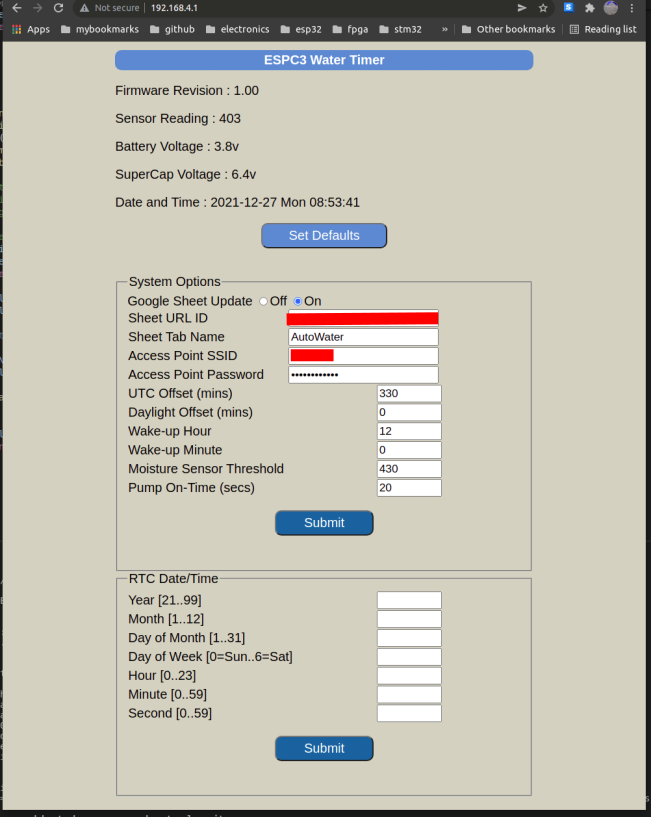 Not secure | 192.168.4.1
Apps mybookmarks github electronics esp32 fpga stm32 » Other bookmarks Reading list
ESPC3 Water Timer
Firmware Revision : 1.00
Sensor Reading : 403
Battery Voltage : 3.8v
SuperCap Voltage : 6.4v
Date and Time : 2021-12-27 Mon 08:53:41
Set Defaults
System Options
Google Sheet Update Off On
Sheet URL ID
Sheet Tab Name AutoWater
Access Point SSID
Access Point Password ••••••••••••
UTC Offset (mins) 330
Daylight Offset (mins) 0
Wake-up Hour 12
Wake-up Minute 0
Moisture Sensor Threshold 430
Pump On-Time (secs) 20
Submit
RTC Date/Time
Year [21..99]
Month [1..12]
Day of Month [1..31]
Day of Week [0=Sun..6=Sat]
Hour [0..23]
Minute [0..59]
Second [0..59]
Submit